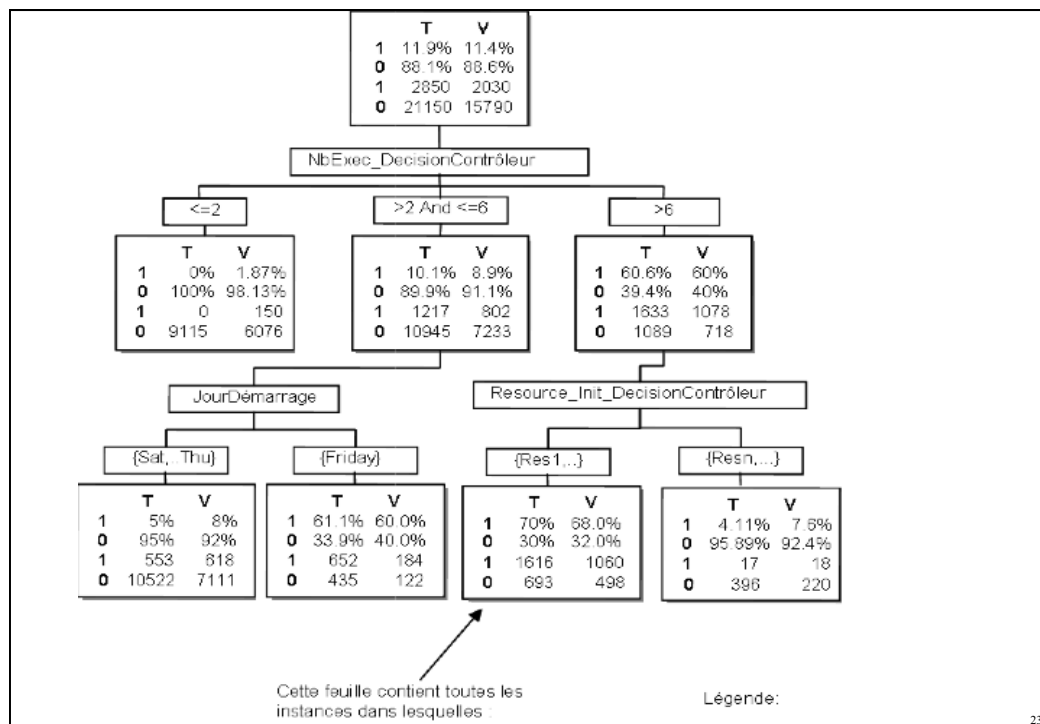 T V
1 11.9% 11.4%
0 88.1% 88.6%
1 2850 2030
0 21150 15790
NbExec_DecisionContrôleur
<=2
>2 And <=6
>6
T V
1 0% 1.87%
0 100% 98.13%
1 0 150
0 9115 6076
T V
1 10.1% 8.9%
0 89.9% 91.1%
1 1217 802
0 10945 7233
T V
1 60.6% 60%
0 39.4% 40%
1 1633 1078
0 1089 718
JourDémarrage
Resource_Init_DecisionContrôleur
{Sat,..Thu}
{Friday}
{Res1,..}
{Resn,...}
T V
1 5% 8%
0 95% 92%
1 553 618
0 10522 7111
T V
1 61.1% 60.0%
0 33.9% 40.0%
1 652 184
0 435 122
T V
1 70% 68.0%
0 30% 32.0%
1 1616 1060
0 693 498
T V
1 4.11% 7.6%
0 95.89% 92.4%
1 17 18
0 396 220
Cette feuille contient toutes les
instances dans lesquelles :
Légende:
23